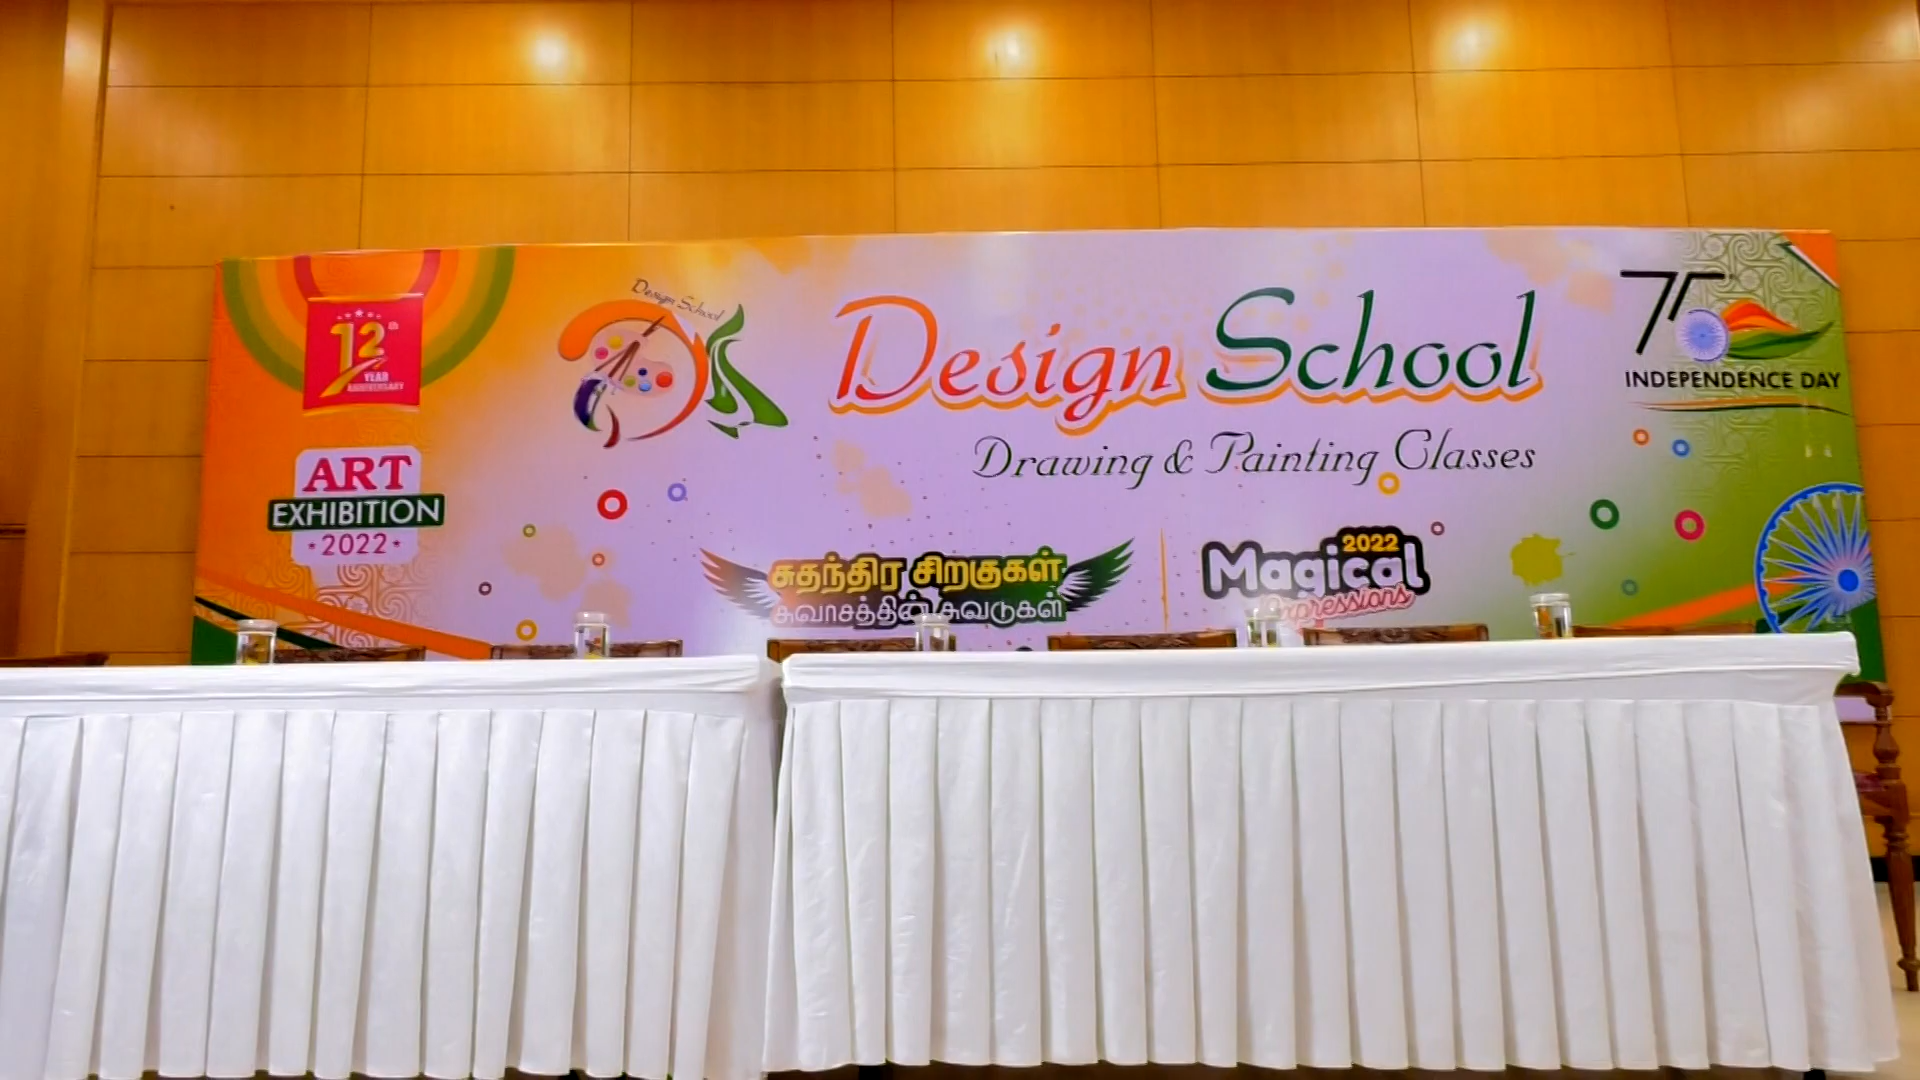 12th
YEAR
ANNIVERSARY
ART
EXHIBITION
2022
Design School
Design School
Drawing & Painting Classes
சுதந்திர சிறகுகள்
சுவாசத்தின் சுவடுகள்
2022
Magical
Impressions
75
INDEPENDENCE DAY